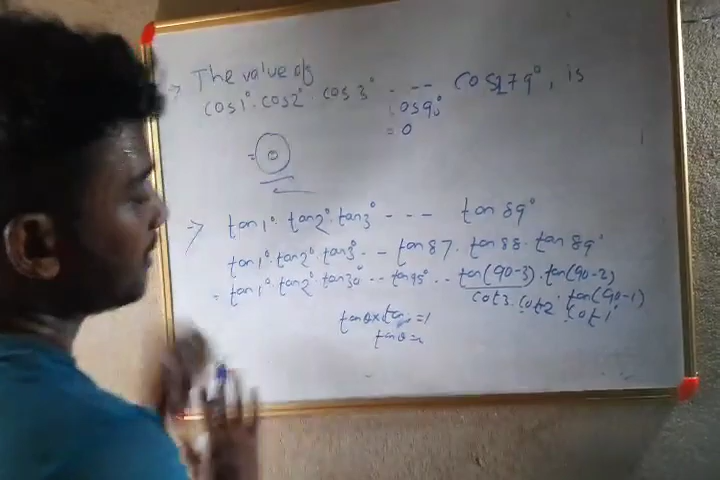 → The value of
cos1°. cos2°. cos3° . -- cos179°, is
cos90°
= 0
= 0
→ tan1°. tan2°. tan3° - - - tan89°
tan1°. tan2°. tan3° - - tan87. tan88. tan89°
= tan1°. tan2°. tan3° -- tan45° .. tan(90-3). tan(90-2)
cot3. cot2. tan(90-1)
cot1°
tanθ× =1
tanθ=